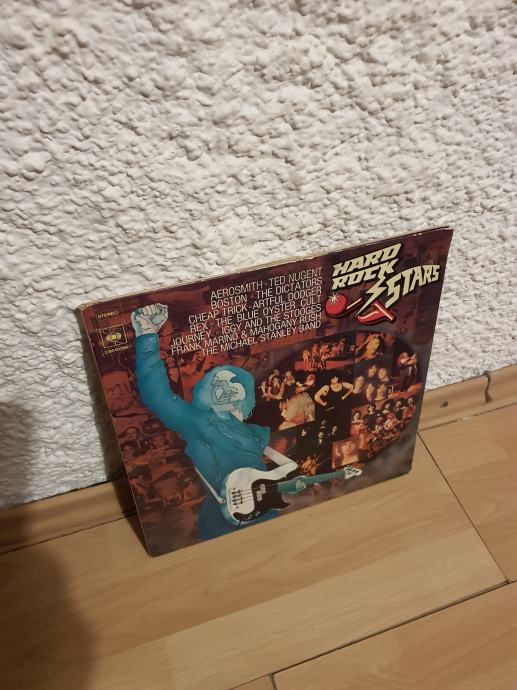 STEREO
CBS
HARD
ROCK
STARS
AEROSMITH - TED NUGENT
BOSTON - THE DICTATORS
CHEAP TRICK - ARTFUL DODGER
REX - THE BLUE OYSTER CULT
JOURNEY - IGGY AND THE STOOGES
FRANK MARINO & MAHOGANY RUSH
THE MICHAEL STANLEY BAND